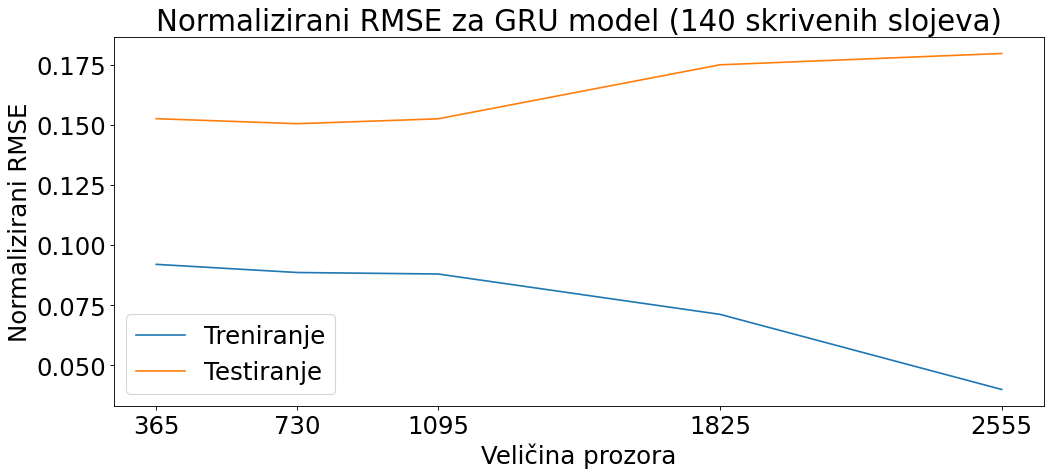 Normalizirani RMSE za GRU model (140 skrivenih slojeva)
Normalizirani RMSE
0.175
0.150
0.125
0.100
0.075
0.050
Treniranje
Testiranje
365 730 1095 1825 2555
Veličina prozora